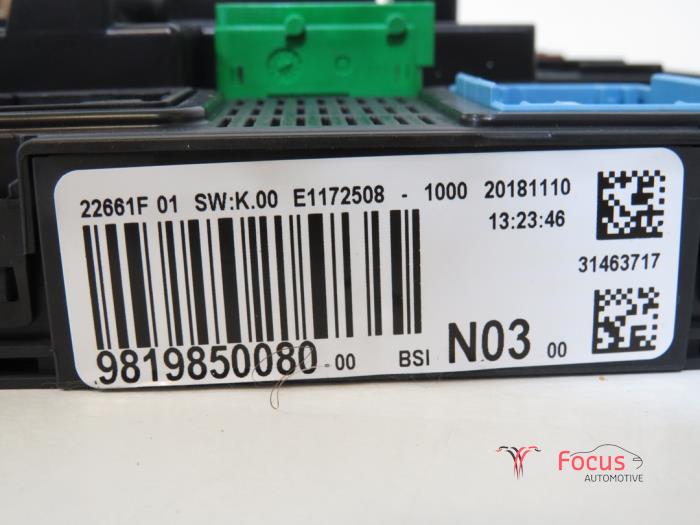 22661F 01 SW:K.00 E1172508 - 1000 20181110
13:23:46
31463717
9819850080-00 BSI N03 00
Focus
AUTOMOTIVE